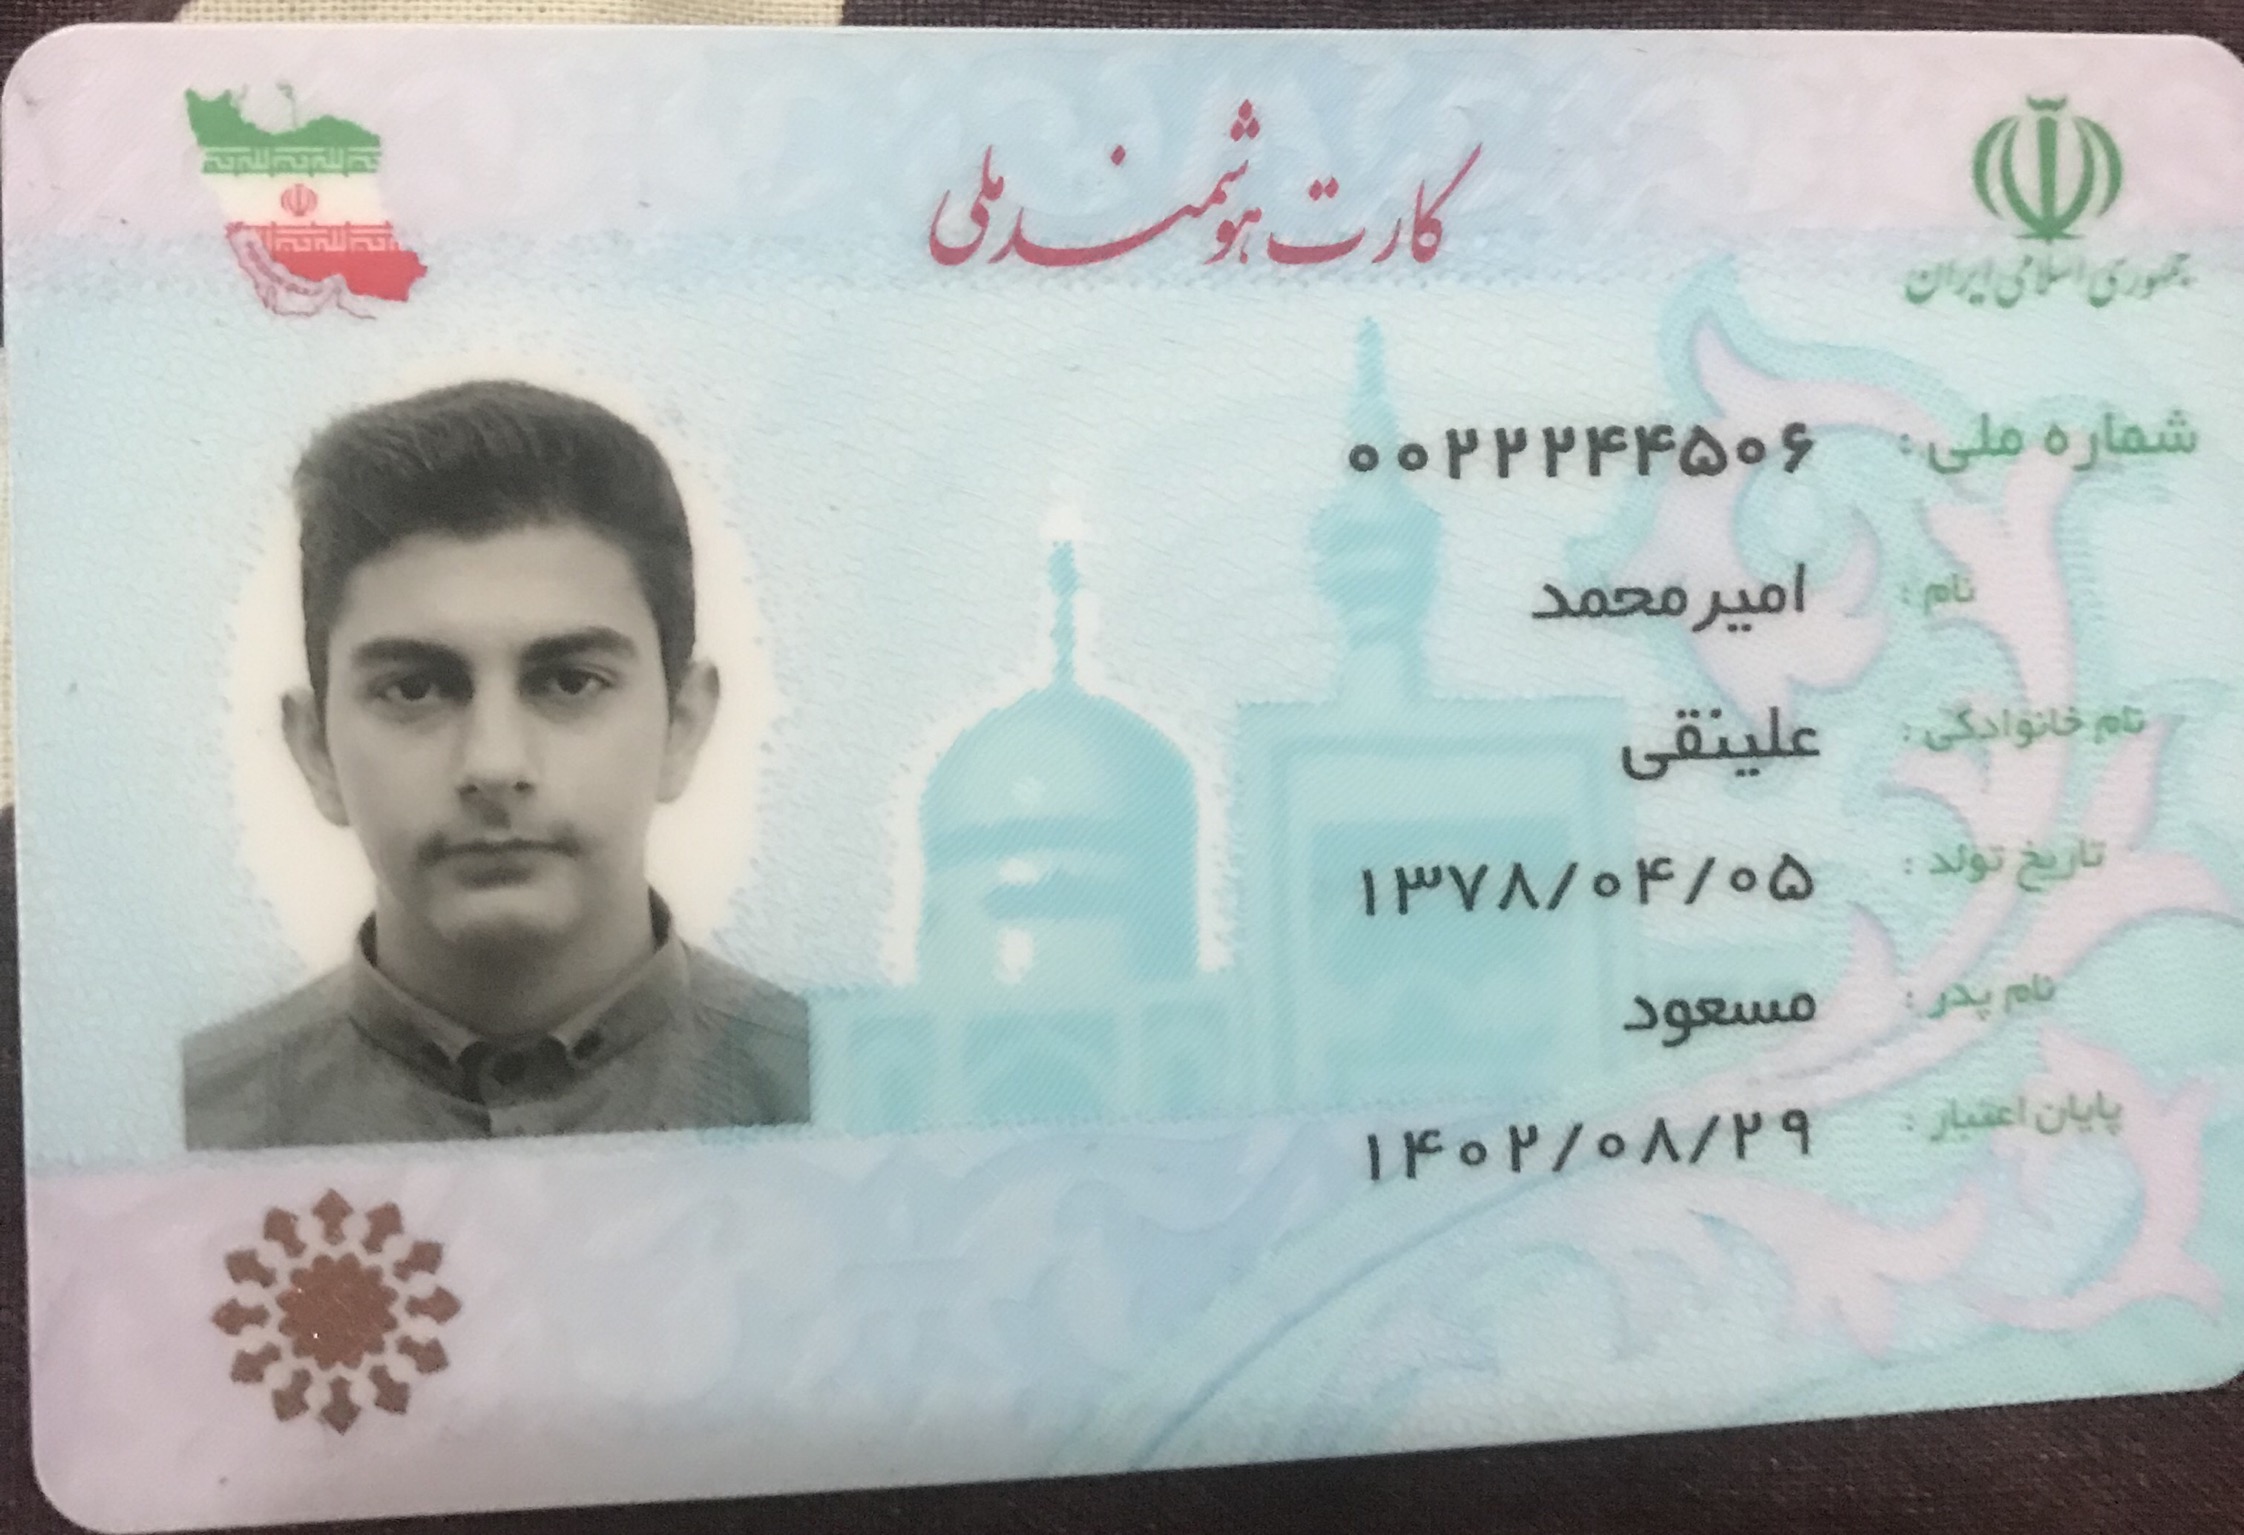 کارت هوشمند ملی
جمهوری اسلامی ایران
شماره ملی: ۰۰۲۲۲۴۴۵۰۶
نام: امیرمحمد
نام خانوادگی: علینقی
تاریخ تولد: ۱۳۷۸/۰۴/۰۵
نام پدر: مسعود
پایان اعتبار: ۱۴۰۲/۰۸/۲۹